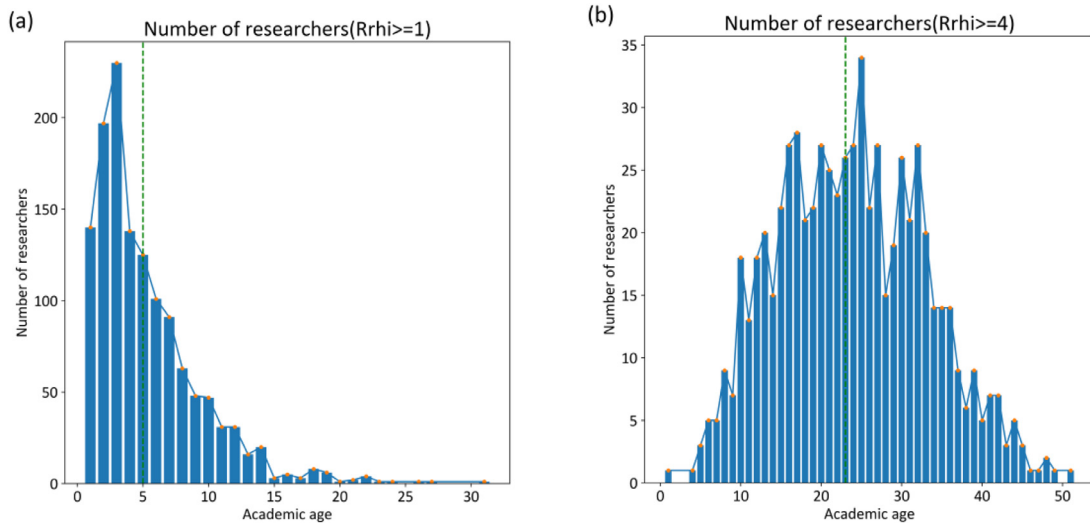 (a)
Number of researchers(Rrhi>=1)
Number of researchers
200
150
100
50
0
0 5 10 15 20 25 30
Academic age
(b)
Number of researchers(Rrhi>=4)
Number of researchers
35
30
25
20
15
10
5
0
0 10 20 30 40 50
Academic age